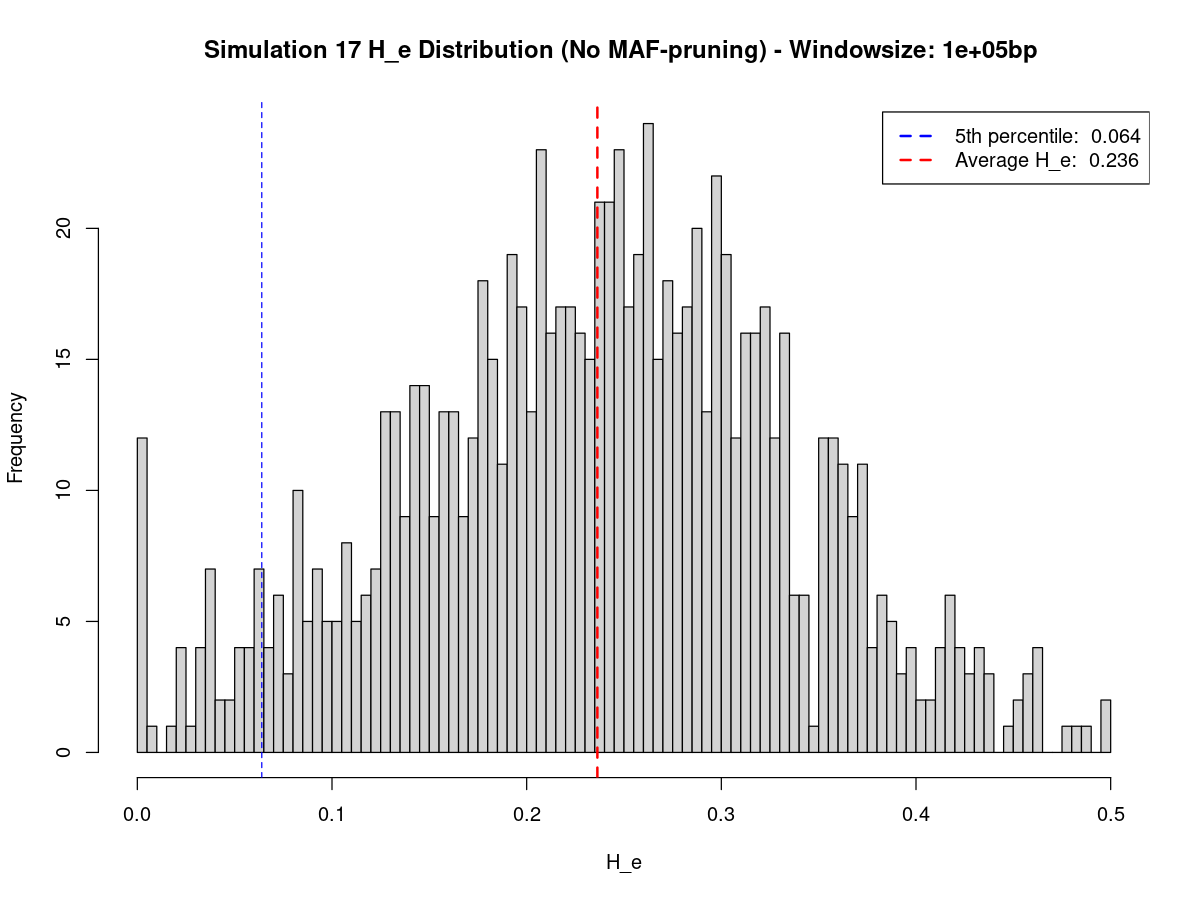 Simulation 17 H_e Distribution (No MAF-pruning) - Windowsize: 1e+05bp
5th percentile: 0.064
Average H_e: 0.236
Frequency
20
15
10
5
0
0.0 0.1 0.2 0.3 0.4 0.5
H_e